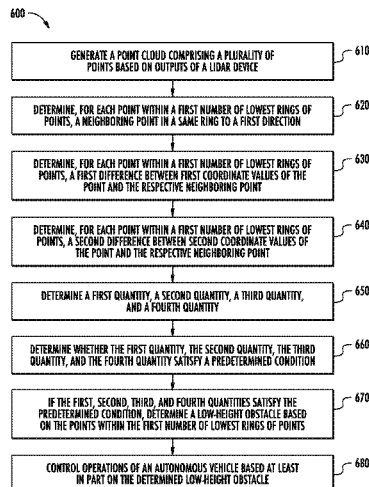 600
GENERATE A POINT CLOUD COMPRISING A PLURALITY OF
POINTS BASED ON OUTPUTS OF A LIDAR DEVICE
610
DETERMINE, FOR EACH POINT WITHIN A FIRST NUMBER OF LOWEST RINGS OF
POINTS, A NEIGHBORING POINT IN A SAME RING TO A FIRST DIRECTION
620
DETERMINE, FOR EACH POINT WITHIN A FIRST NUMBER OF LOWEST RINGS OF
POINTS, A FIRST DIFFERENCE BETWEEN FIRST COORDINATE VALUES OF THE
POINT AND THE RESPECTIVE NEIGHBORING POINT
630
DETERMINE, FOR EACH POINT WITHIN A FIRST NUMBER OF LOWEST RINGS OF
POINTS, A SECOND DIFFERENCE BETWEEN SECOND COORDINATE VALUES OF
THE POINT AND THE RESPECTIVE NEIGHBORING POINT
640
DETERMINE A FIRST QUANTITY, A SECOND QUANTITY, A THIRD QUANTITY,
AND A FOURTH QUANTITY
650
DETERMINE WHETHER THE FIRST QUANTITY, THE SECOND QUANTITY, THE THIRD
QUANTITY, AND THE FOURTH QUANTITY SATISFY A PREDETERMINED CONDITION
660
IF THE FIRST, SECOND, THIRD, AND FOURTH QUANTITIES SATISFY THE
PREDETERMINED CONDITION, DETERMINE A LOW-HEIGHT OBSTACLE BASED
ON THE POINTS WITHIN THE FIRST NUMBER OF LOWEST RINGS OF POINTS
670
CONTROL OPERATIONS OF AN AUTONOMOUS VEHICLE BASED AT LEAST
IN PART ON THE DETERMINED LOW-HEIGHT OBSTACLE
680